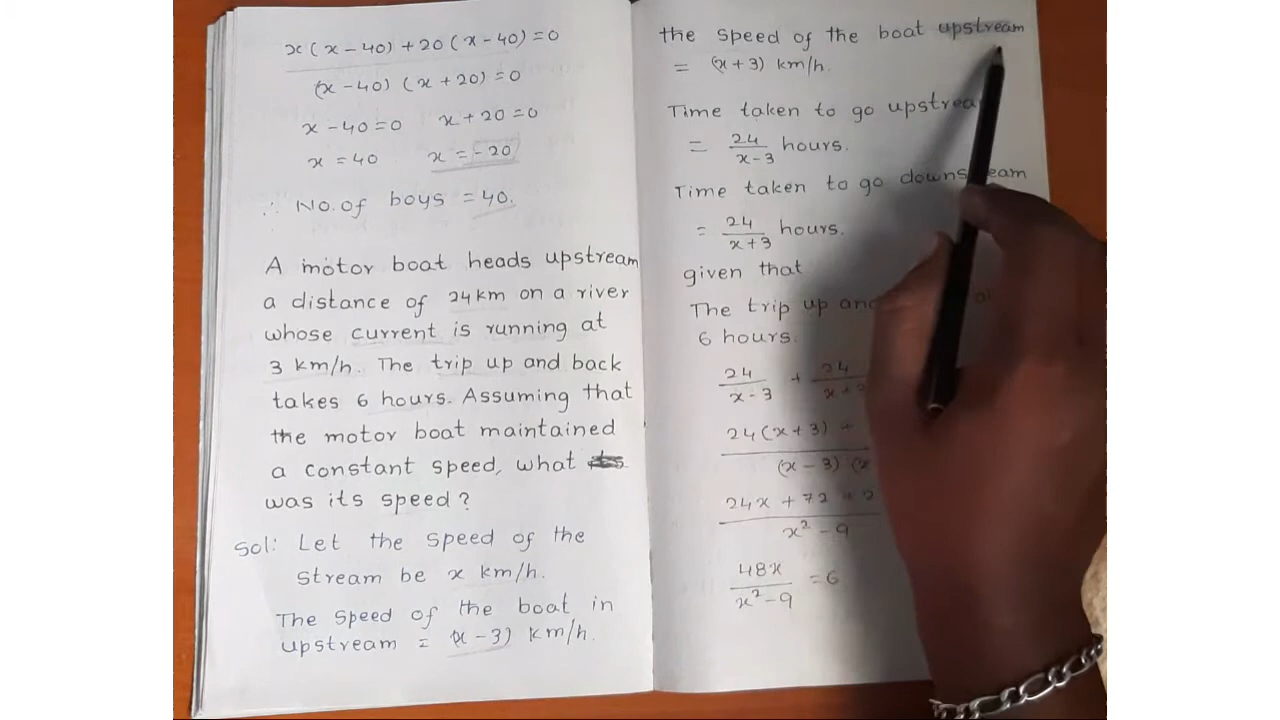 x(x-40)+20(x-40)=0
(x-40)(x+20)=0
x-40=0 x+20=0
x=40 x=-20
∴ No. of boys = 40.
A motor boat heads upstream
a distance of 24km on a river
whose current is running at
3 km/h. The trip up and back
takes 6 hours. Assuming that
the motor boat maintained
a constant speed, what
was its speed?
Sol: Let the speed of the
stream be x km/h.
The speed of the boat in
upstream = (x-3) km/h.
the speed of the boat upstream
= (x+3) km/h.
Time taken to go
= 24/(x-3) hours.
Time taken to go
= 24/(x+3) hours.
given that
The trip up
6 hours.
24/(x-3) + 24
24(x+3) +
(x-3)
24x + 72 +
x²-9
48x/(x²-9) = 6